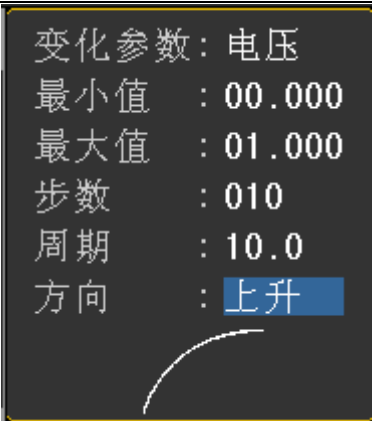 变化参数: 电压
最小值 : 00.000
最大值 : 01.000
步数 : 010
周期 : 10.0
方向 : 上升